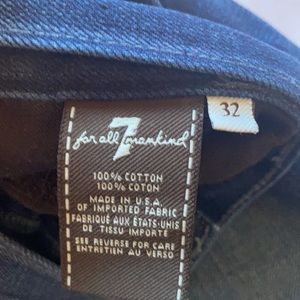 32
7
for all mankind
100% COTTON
100% COTON
MADE IN U.S.A.
OF IMPORTED FABRIC
FABRIQUÉ AUX ÉTATS-UNIS
DE TISSU IMPORTE
SEE REVERSE FOR CARE
ENTRETIEN AU VERSO